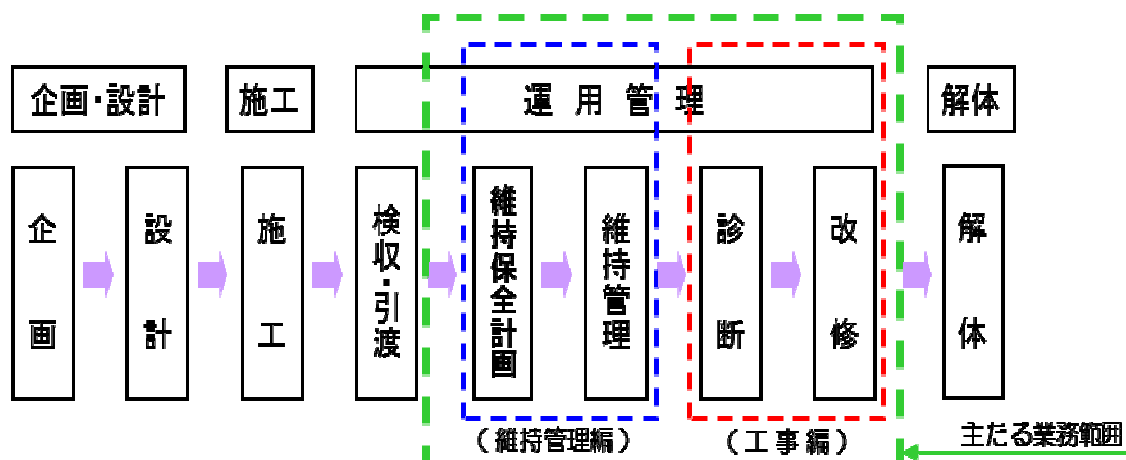 企画・設計
施工
運用管理
解体
企画
設計
施工
検収・引渡
維持保全計画
維持管理
診断
改修
解体
（維持管理編）
（工事編）
主たる業務範囲